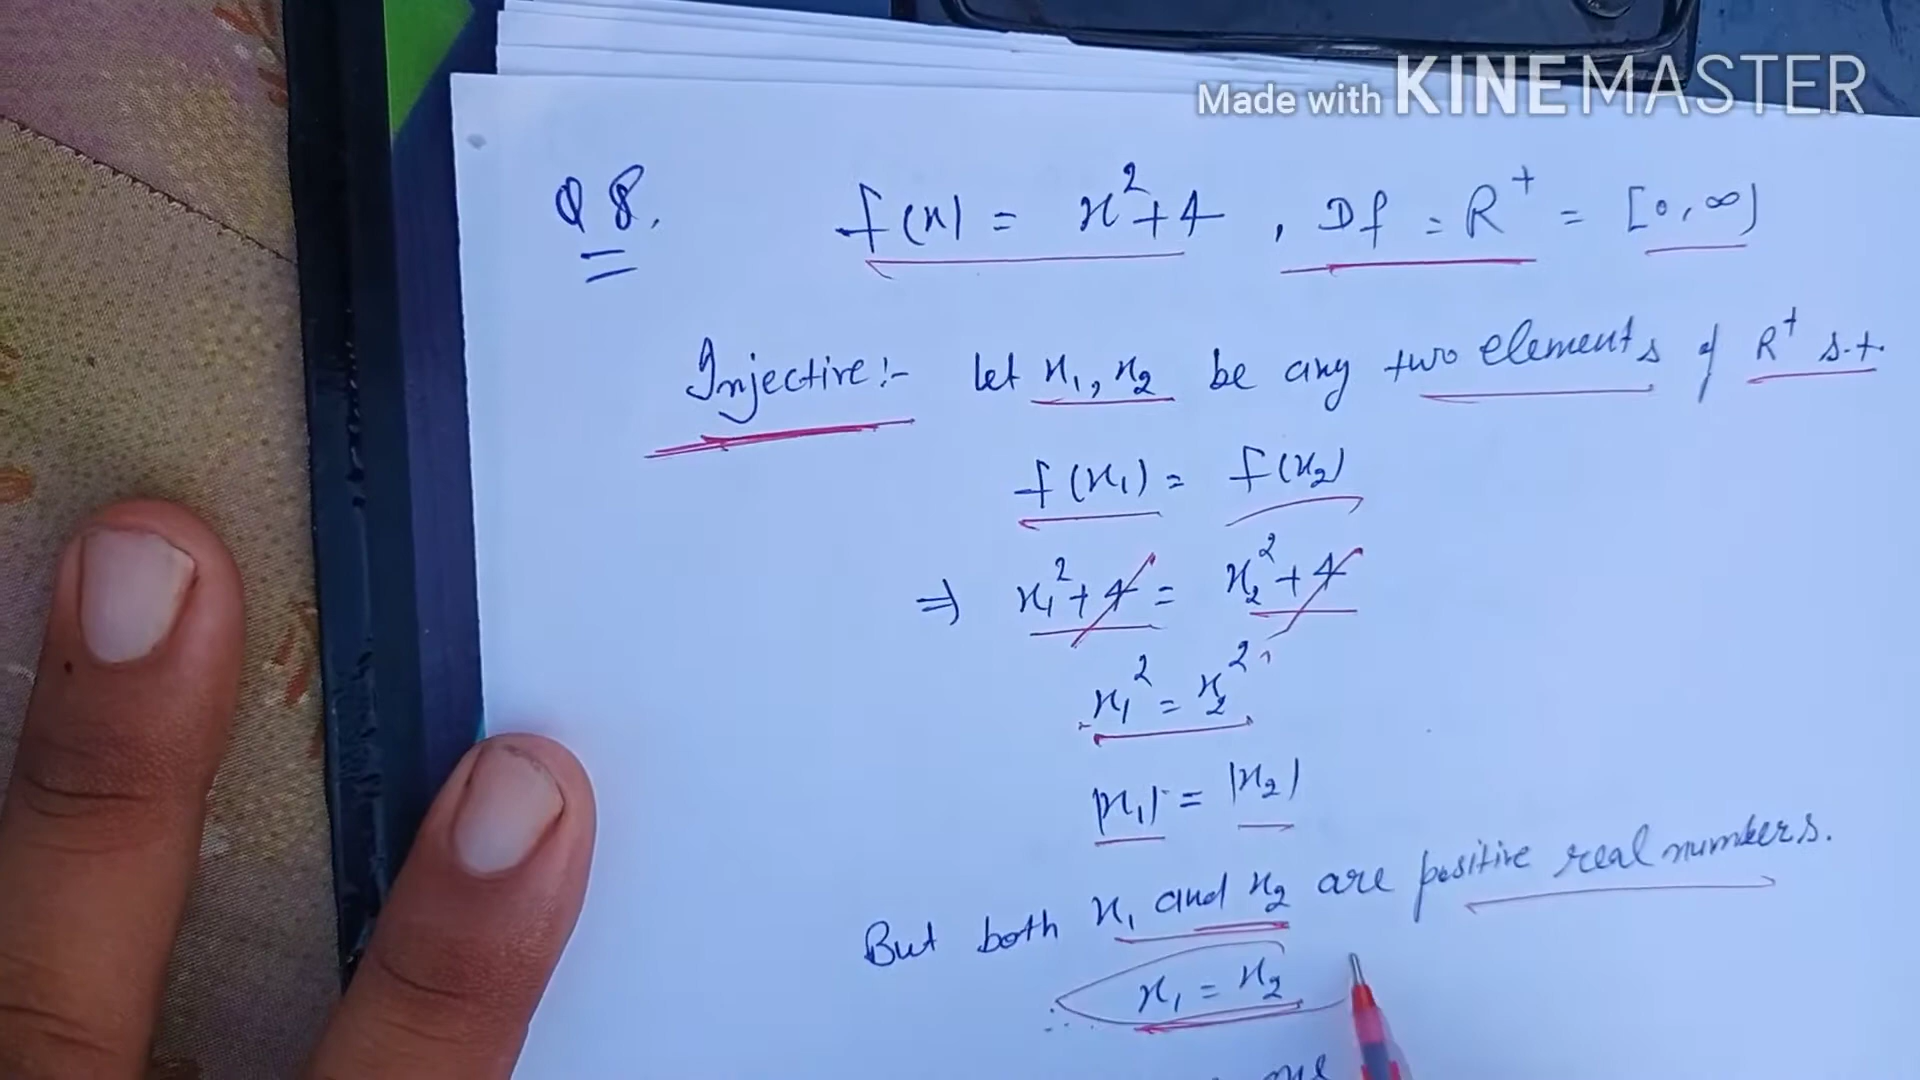 Made with KINEMASTER
Q 8. f(x) = x²+4 , Df = R⁺ = [0, ∞)
Injective:- let x₁, x₂ be any two elements of R⁺ s.t.
f(x₁) = f(x₂)
⇒ x₁²+4 = x₂²+4
x₁² = x₂²
|x₁| = |x₂|
But both x₁ and x₂ are positive real numbers.
∴ x₁ = x₂